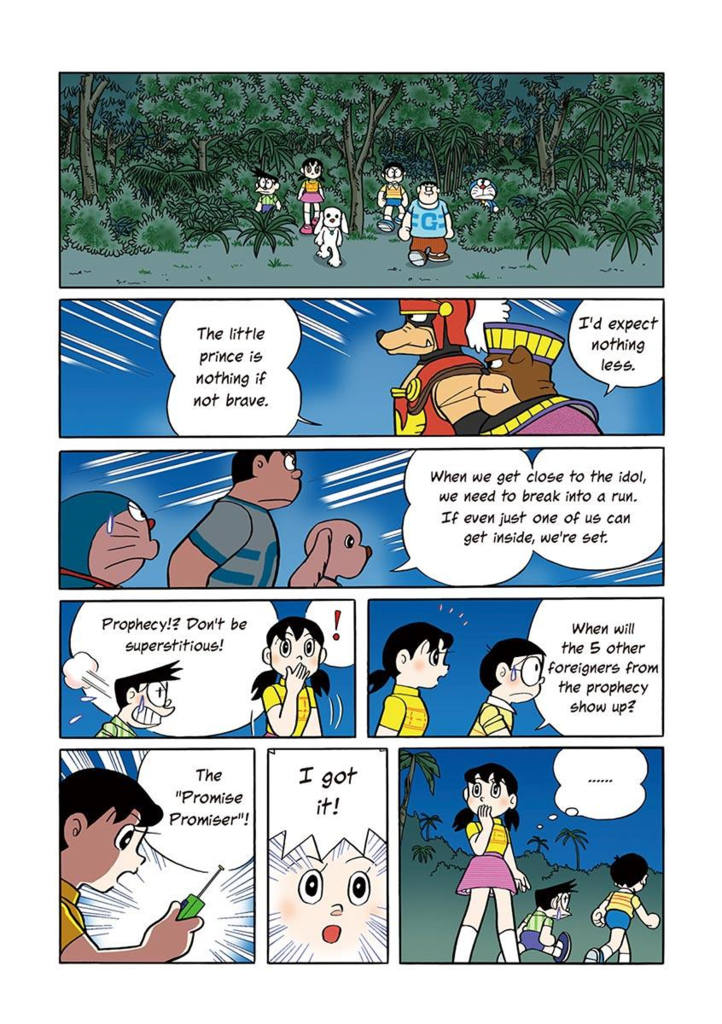 G
I'd expect
nothing
less.
The little
prince is
nothing if
not brave.
When we get close to the idol,
we need to break into a run.
If even just one of us can
get inside, we're set.
When will
the 5 other
foreigners from
the prophecy
show up?
!
Prophecy!? Don't be
superstitious!
......
I got
it!
The
"Promise
Promiser"!